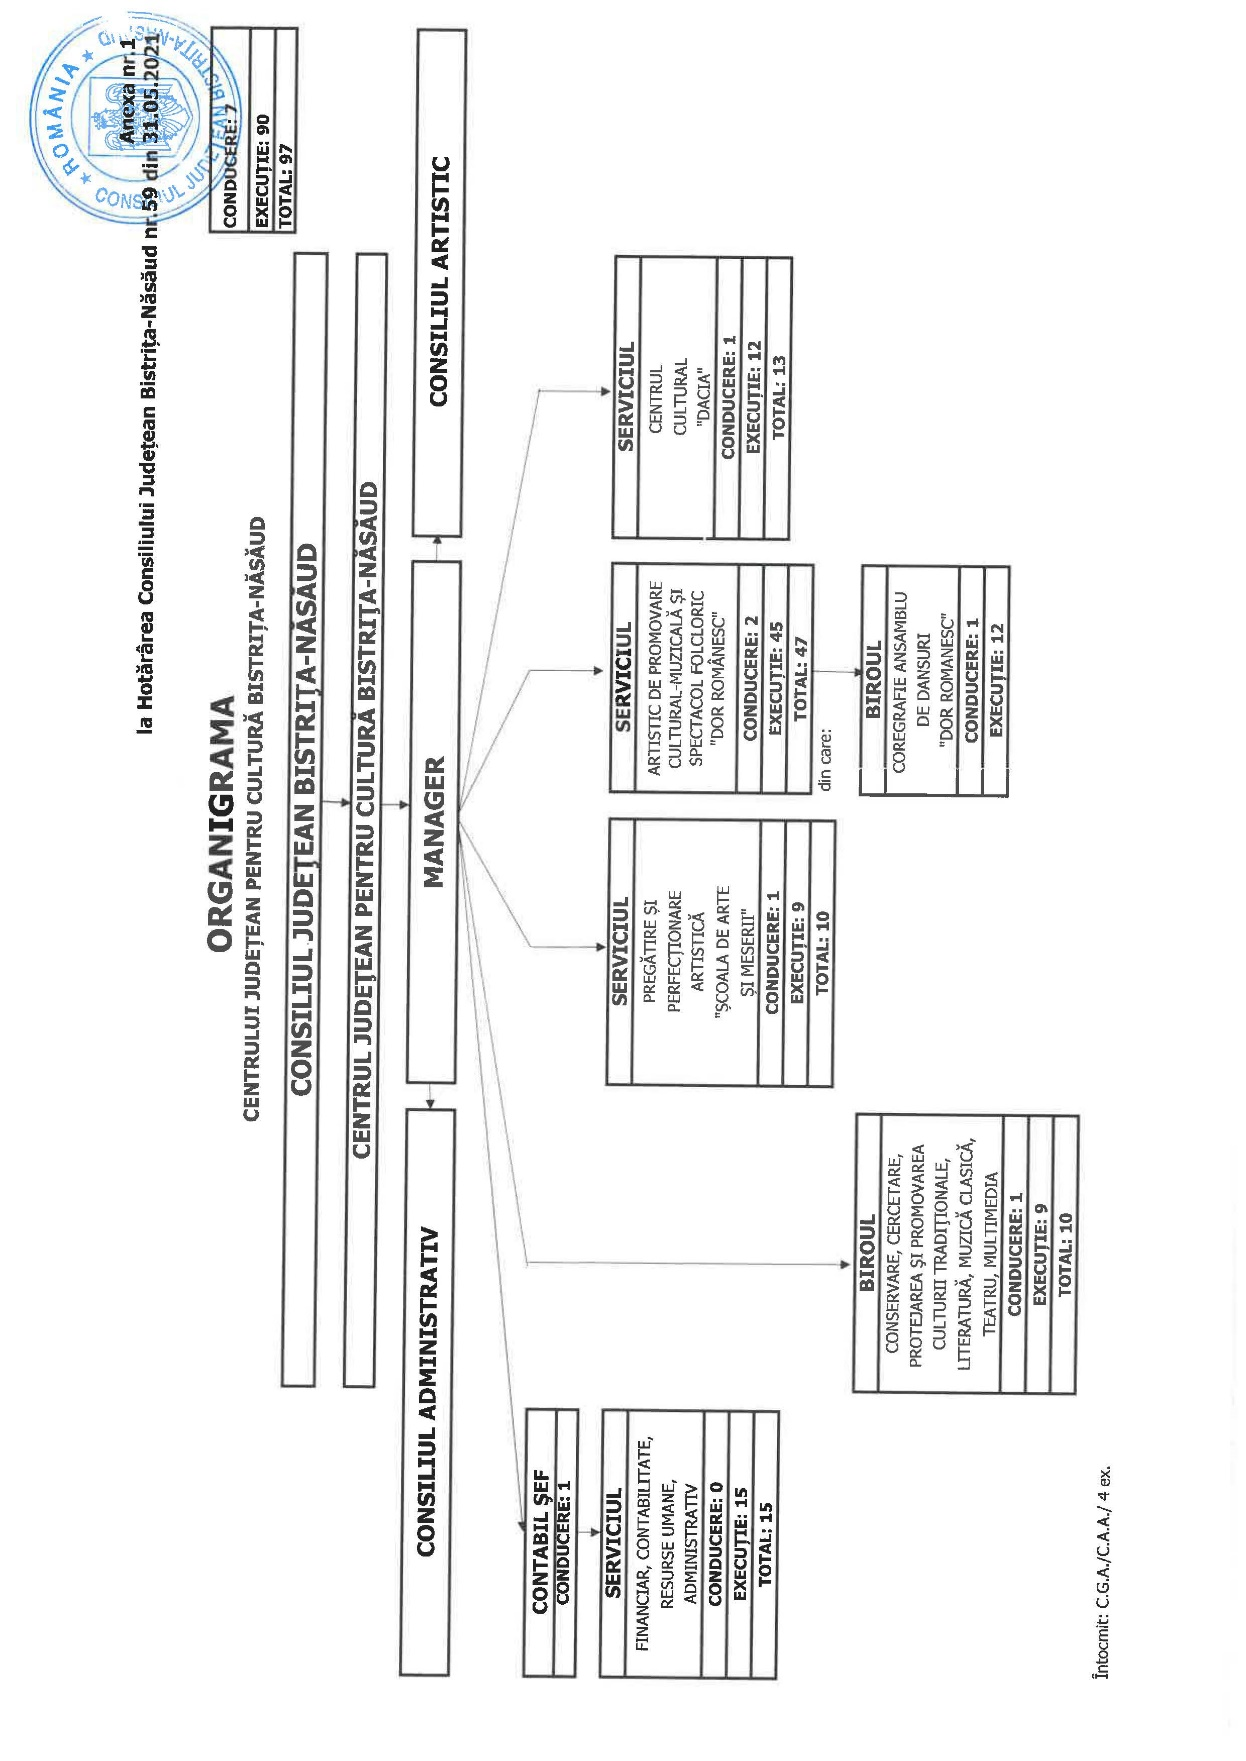 Anexa nr.1
la Hotărârea Consiliului Județean Bistrița-Năsăud nr.59 din 31.05.2021
ROMÂNIA
CONSILIUL JUDEȚEAN BISTRIȚA-NĂSĂUD
ORGANIGRAMA
CENTRULUI JUDEȚEAN PENTRU CULTURĂ BISTRIȚA-NĂSĂUD
CONDUCERE: 7
EXECUȚIE: 90
TOTAL: 97
CONSILIUL JUDEȚEAN BISTRIȚA-NĂSĂUD
CENTRUL JUDEȚEAN PENTRU CULTURĂ BISTRIȚA-NĂSĂUD
CONSILIUL ADMINISTRATIV
MANAGER
CONSILIUL ARTISTIC
CONTABIL ȘEF
CONDUCERE: 1
SERVICIUL
FINANCIAR, CONTABILITATE,
RESURSE UMANE,
ADMINISTRATIV
CONDUCERE: 0
EXECUȚIE: 15
TOTAL: 15
BIROUL
CONSERVARE, CERCETARE,
PROTEJAREA ȘI PROMOVAREA
CULTURII TRADIȚIONALE,
LITERATURĂ, MUZICĂ CLASICĂ,
TEATRU, MULTIMEDIA
CONDUCERE: 1
EXECUȚIE: 9
TOTAL: 10
SERVICIUL
PREGĂTIRE ȘI
PERFECȚIONARE
ARTISTICĂ
"ȘCOALA DE ARTE
ȘI MESERII"
CONDUCERE: 1
EXECUȚIE: 9
TOTAL: 10
SERVICIUL
ARTISTIC DE PROMOVARE
CULTURAL-MUZICALĂ ȘI
SPECTACOL FOLCLORIC
"DOR ROMÂNESC"
CONDUCERE: 2
EXECUȚIE: 45
TOTAL: 47
din care:
BIROUL
COREGRAFIE ANSAMBLU
DE DANSURI
"DOR ROMANESC"
CONDUCERE: 1
EXECUȚIE: 12
SERVICIUL
CENTRUL
CULTURAL
"DACIA"
CONDUCERE: 1
EXECUȚIE: 12
TOTAL: 13
Întocmit: C.G.A./C.A.A./ 4 ex.